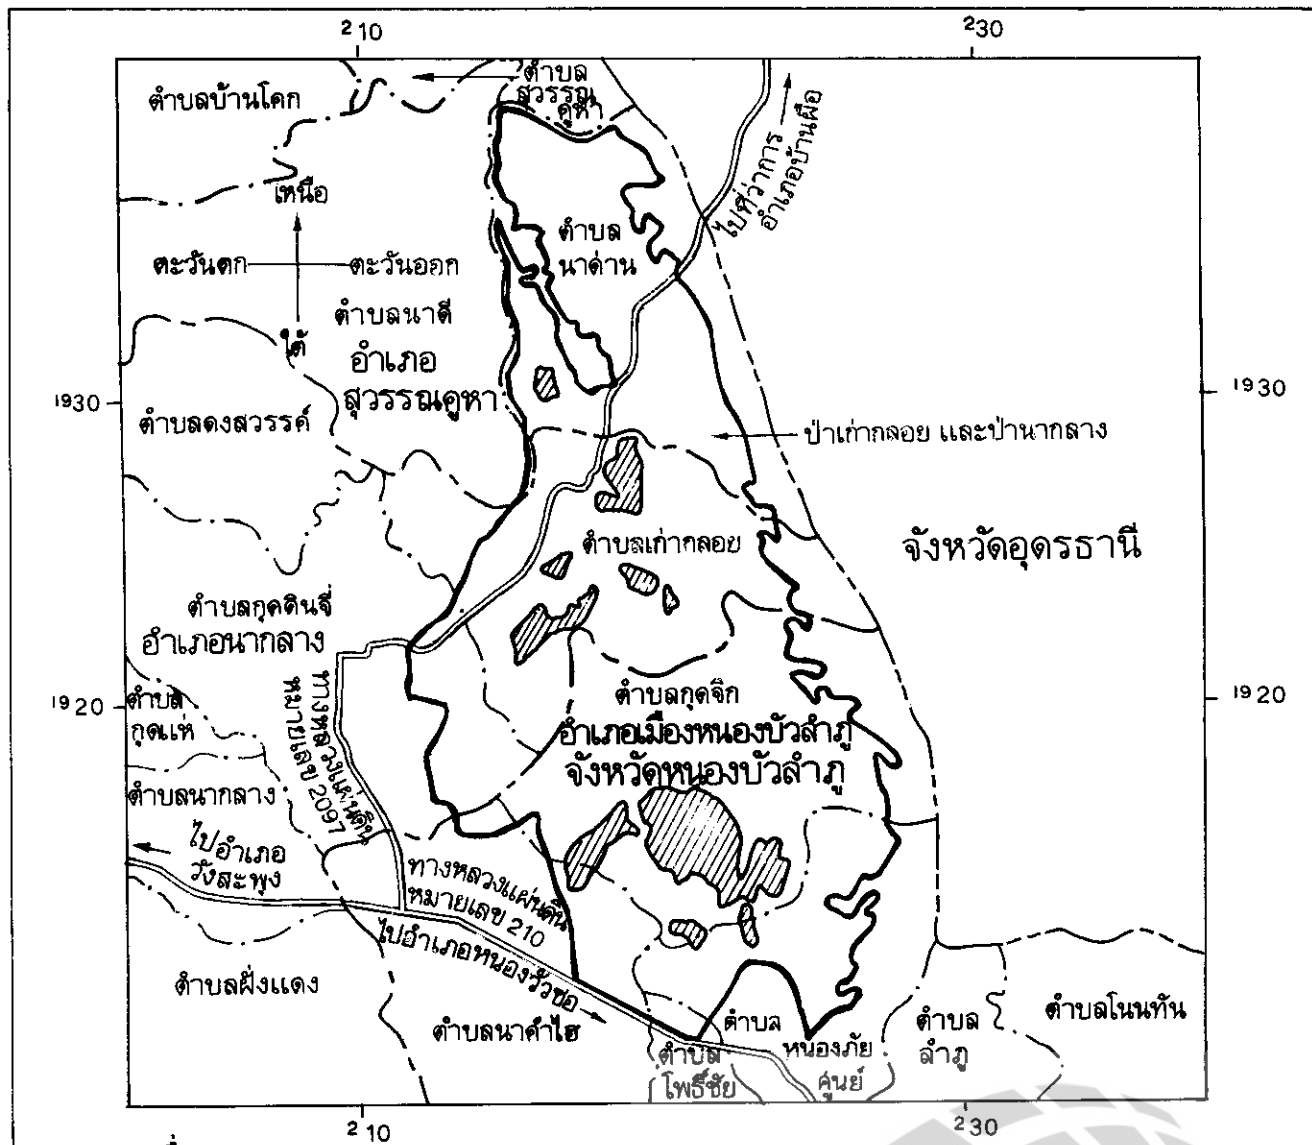 210
230
ตำบลบ้านโคก
ตำบล
สุวรรณ
คูหา
ไปที่ว่าการ
อำเภอบ้านผือ
เหนือ
ตะวันตก
ตะวันออก
ใต้
ตำบล
นาด่าน
ตำบลนาดี
อำเภอ
สุวรรณคูหา
1930
1930
ตำบลดงสวรรค์
ป่าเก่ากลอย และป่านากลาง
ตำบลเก่ากลอย
จังหวัดอุดรธานี
ตำบลกุดดินจี่
อำเภอนากลาง
ตำบล
กุดแห่
1920
1920
ทางหลวงแผ่นดิน
หมายเลข 2097
ตำบลกุดจิก
อำเภอเมืองหนองบัวลำภู
จังหวัดหนองบัวลำภู
ตำบลนากลาง
ไปอำเภอ
วังสะพุง
ทางหลวงแผ่นดิน
หมายเลข 210
ไปอำเภอหนองวัวซอ
ตำบลฝั่งแดง
ตำบลนาคำไฮ
ตำบล
โพธิ์ชัย
ตำบล
หนองภัย
ศูนย์
ตำบล
ลำภู
ตำบลโนนทัน
210
230